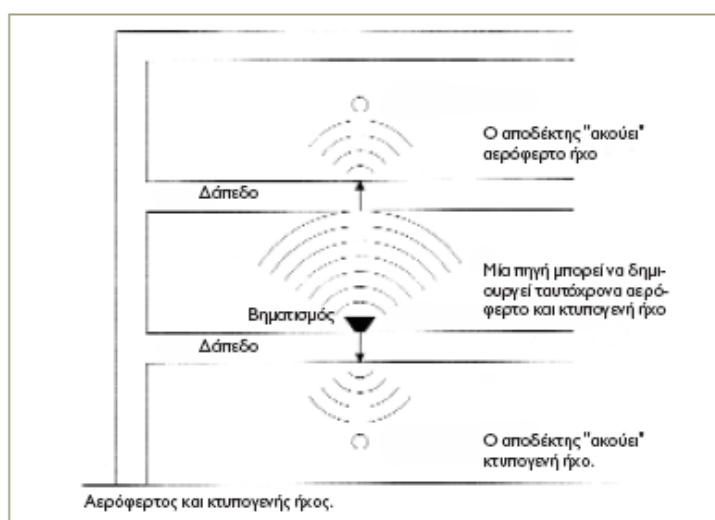 Ο αποδέκτης "ακούει"
αερόφερτο ήχο
Δάπεδο
Μία πηγή μπορεί να δημι-
ουργεί ταυτόχρονα αερό-
φερτο και κτυπογενή ήχο
Βηματισμός
Δάπεδο
Ο αποδέκτης "ακούει"
κτυπογενή ήχο.
Αερόφερτος και κτυπογενής ήχος.